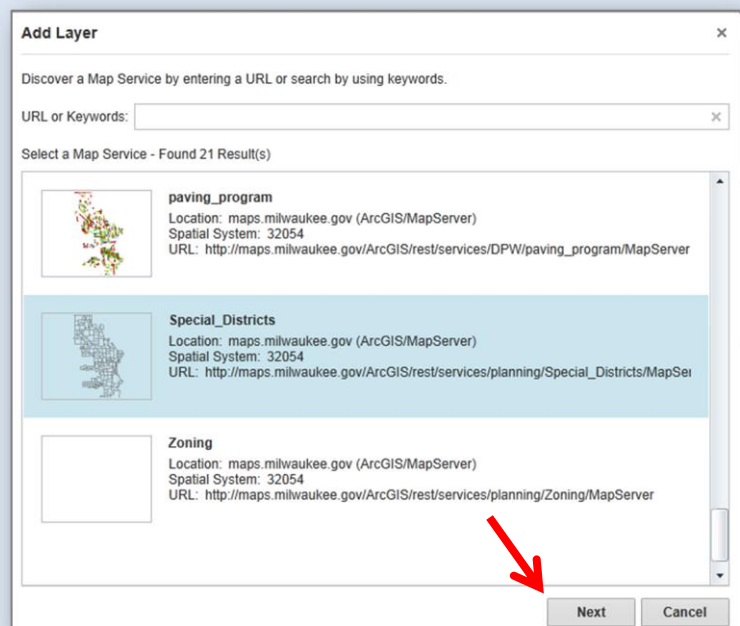 Add Layer
Discover a Map Service by entering a URL or search by using keywords.
URL or Keywords:
Select a Map Service - Found 21 Result(s)
paving_program
Location: maps.milwaukee.gov (ArcGIS/MapServer)
Spatial System: 32054
URL: http://maps.milwaukee.gov/ArcGIS/rest/services/DPW/paving_program/MapServer
Special_Districts
Location: maps.milwaukee.gov (ArcGIS/MapServer)
Spatial System: 32054
URL: http://maps.milwaukee.gov/ArcGIS/rest/services/planning/Special_Districts/MapSer
Zoning
Location: maps.milwaukee.gov (ArcGIS/MapServer)
Spatial System: 32054
URL: http://maps.milwaukee.gov/ArcGIS/rest/services/planning/Zoning/MapServer
Next Cancel